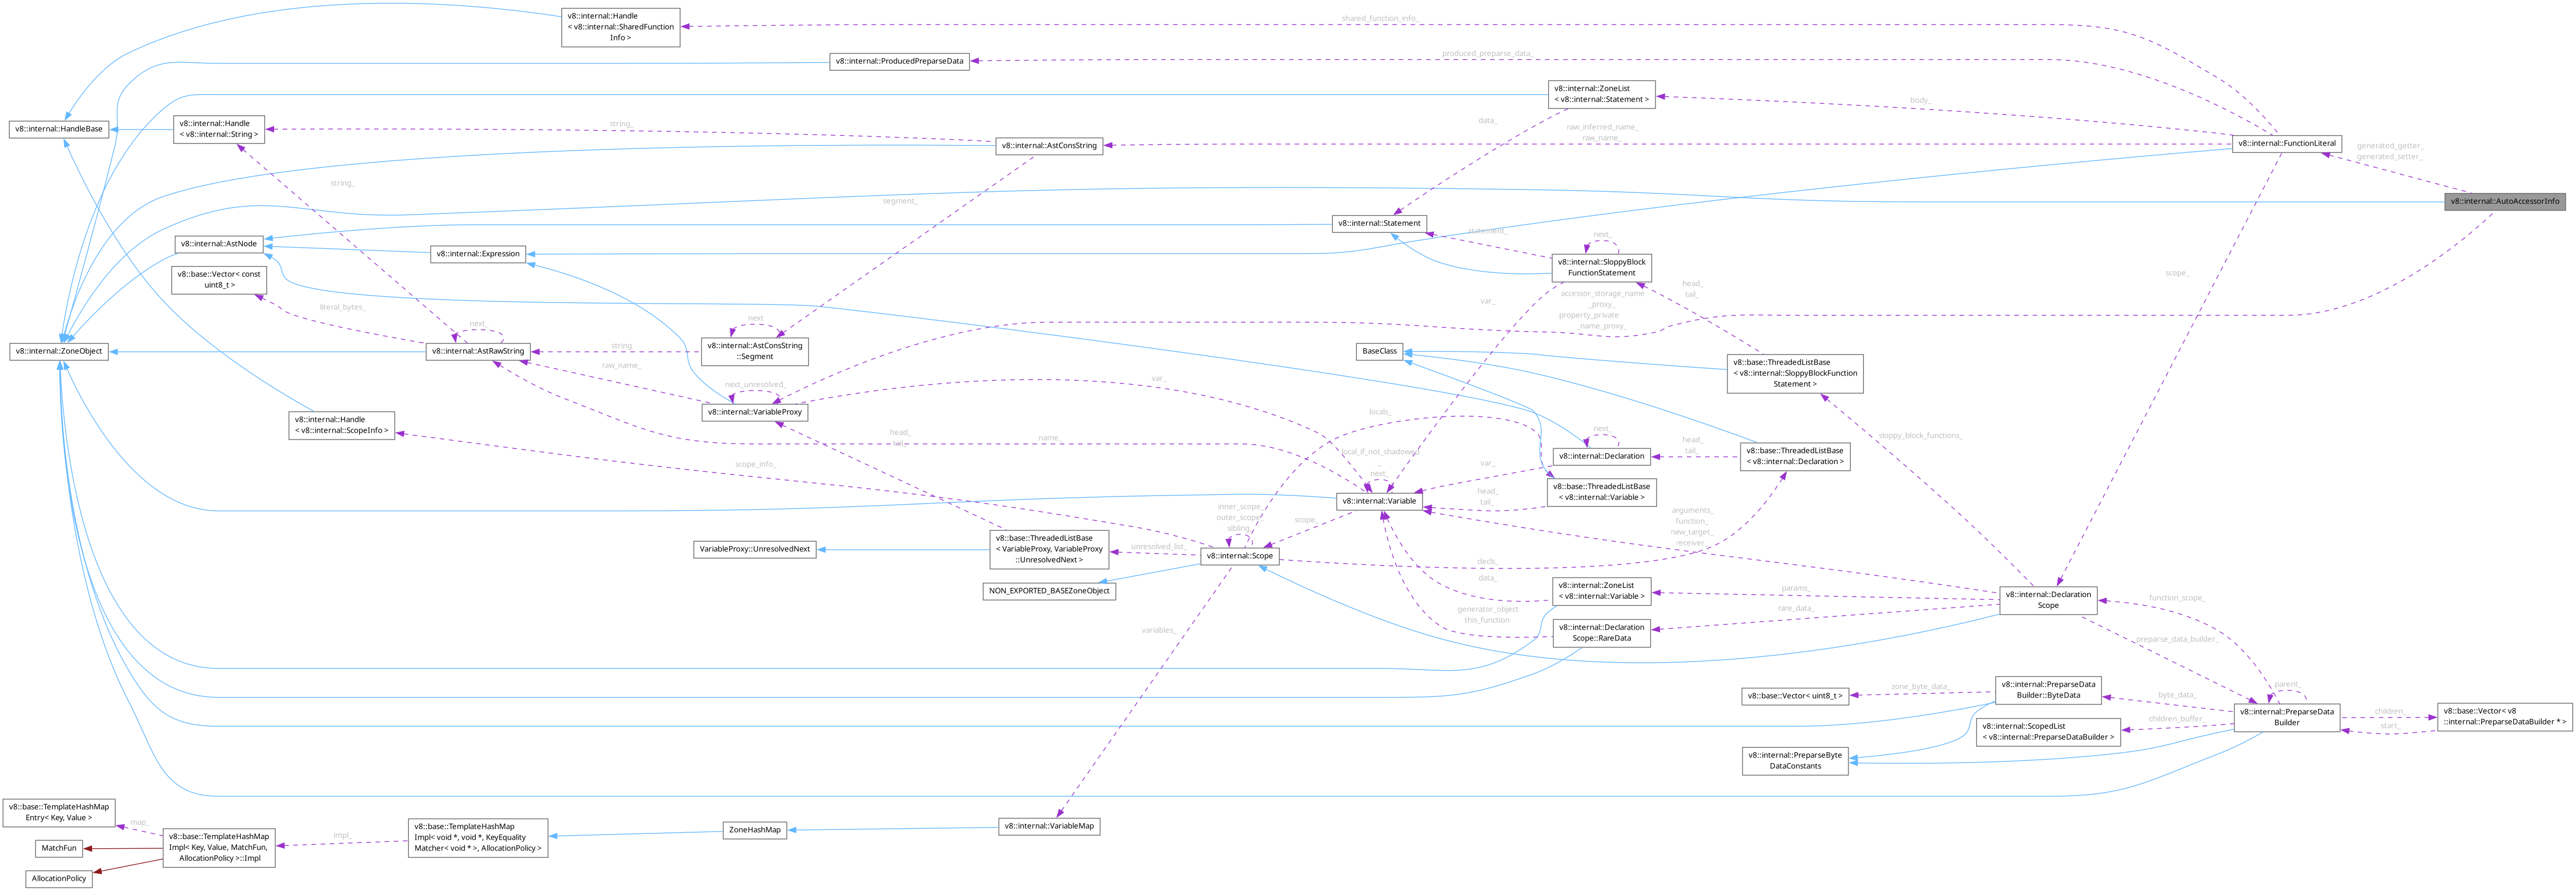 v8::internal::Handle
< v8::internal::SharedFunction
Info >
shared_function_info_
v8::internal::ProducedPreparseData
produced_preparse_data_
v8::internal::ZoneList
< v8::internal::Statement >
body_
v8::internal::HandleBase
v8::internal::Handle
< v8::internal::String >
string_
data_
raw_inferred_name_
raw_name_
v8::internal::AstConsString
v8::internal::FunctionLiteral
generated_getter_
generated_setter_
string_
segment_
v8::internal::AutoAccessorInfo
v8::internal::Statement
statement_
v8::internal::AstNode
v8::internal::Expression
next_
v8::internal::SloppyBlock
FunctionStatement
scope_
v8::base::Vector< const
uint8_t >
literal_bytes_
head_
tail_
var_
accessor_storage_name
_proxy_
property_private
_name_proxy_
next_
next
v8::internal::ZoneObject
v8::internal::AstRawString
string
v8::internal::AstConsString
::Segment
BaseClass
v8::base::ThreadedListBase
< v8::internal::SloppyBlockFunction
Statement >
raw_name_
next_unresolved_
var_
v8::internal::VariableProxy
locals_
v8::internal::Handle
< v8::internal::ScopeInfo >
head_
tail_
name_
next_
head_
tail_
sloppy_block_functions_
local_if_not_shadowed
_
next_
v8::internal::Declaration
v8::base::ThreadedListBase
< v8::internal::Declaration >
scope_info_
var_
v8::internal::Variable
head_
tail_
v8::base::ThreadedListBase
< v8::internal::Variable >
inner_scope_
outer_scope_
sibling_
scope_
arguments_
function_
new_target_
receiver_
VariableProxy::UnresolvedNext
v8::base::ThreadedListBase
< VariableProxy, VariableProxy
::UnresolvedNext >
unresolved_list_
v8::internal::Scope
decls_
NON_EXPORTED_BASEZoneObject
data_
v8::internal::ZoneList
< v8::internal::Variable >
params_
v8::internal::Declaration
Scope
function_scope_
generator_object
this_function
rare_data_
v8::internal::Declaration
Scope::RareData
variables_
preparse_data_builder_
v8::base::Vector< uint8_t >
zone_byte_data_
v8::internal::PreparseData
Builder::ByteData
byte_data_
parent_
v8::internal::PreparseData
Builder
children_
start_
v8::base::Vector< v8
::internal::PreparseDataBuilder * >
v8::internal::ScopedList
< v8::internal::PreparseDataBuilder >
children_buffer_
v8::internal::PreparseByte
DataConstants
v8::base::TemplateHashMap
Entry< Key, Value >
map_
v8::base::TemplateHashMap
Impl< Key, Value, MatchFun,
AllocationPolicy >::Impl
impl_
v8::base::TemplateHashMap
Impl< void *, void *, KeyEquality
Matcher< void * >, AllocationPolicy >
ZoneHashMap
v8::internal::VariableMap
MatchFun
AllocationPolicy